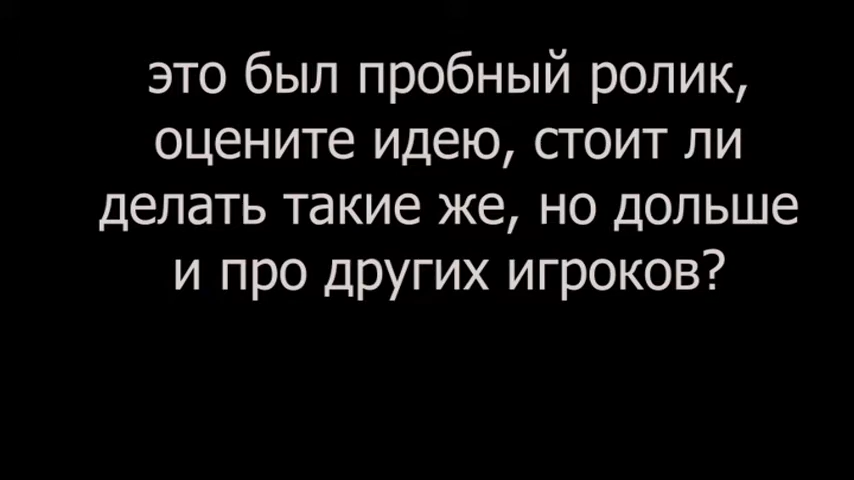 это был пробный ролик,
оцените идею, стоит ли
делать такие же, но дольше
и про других игроков?